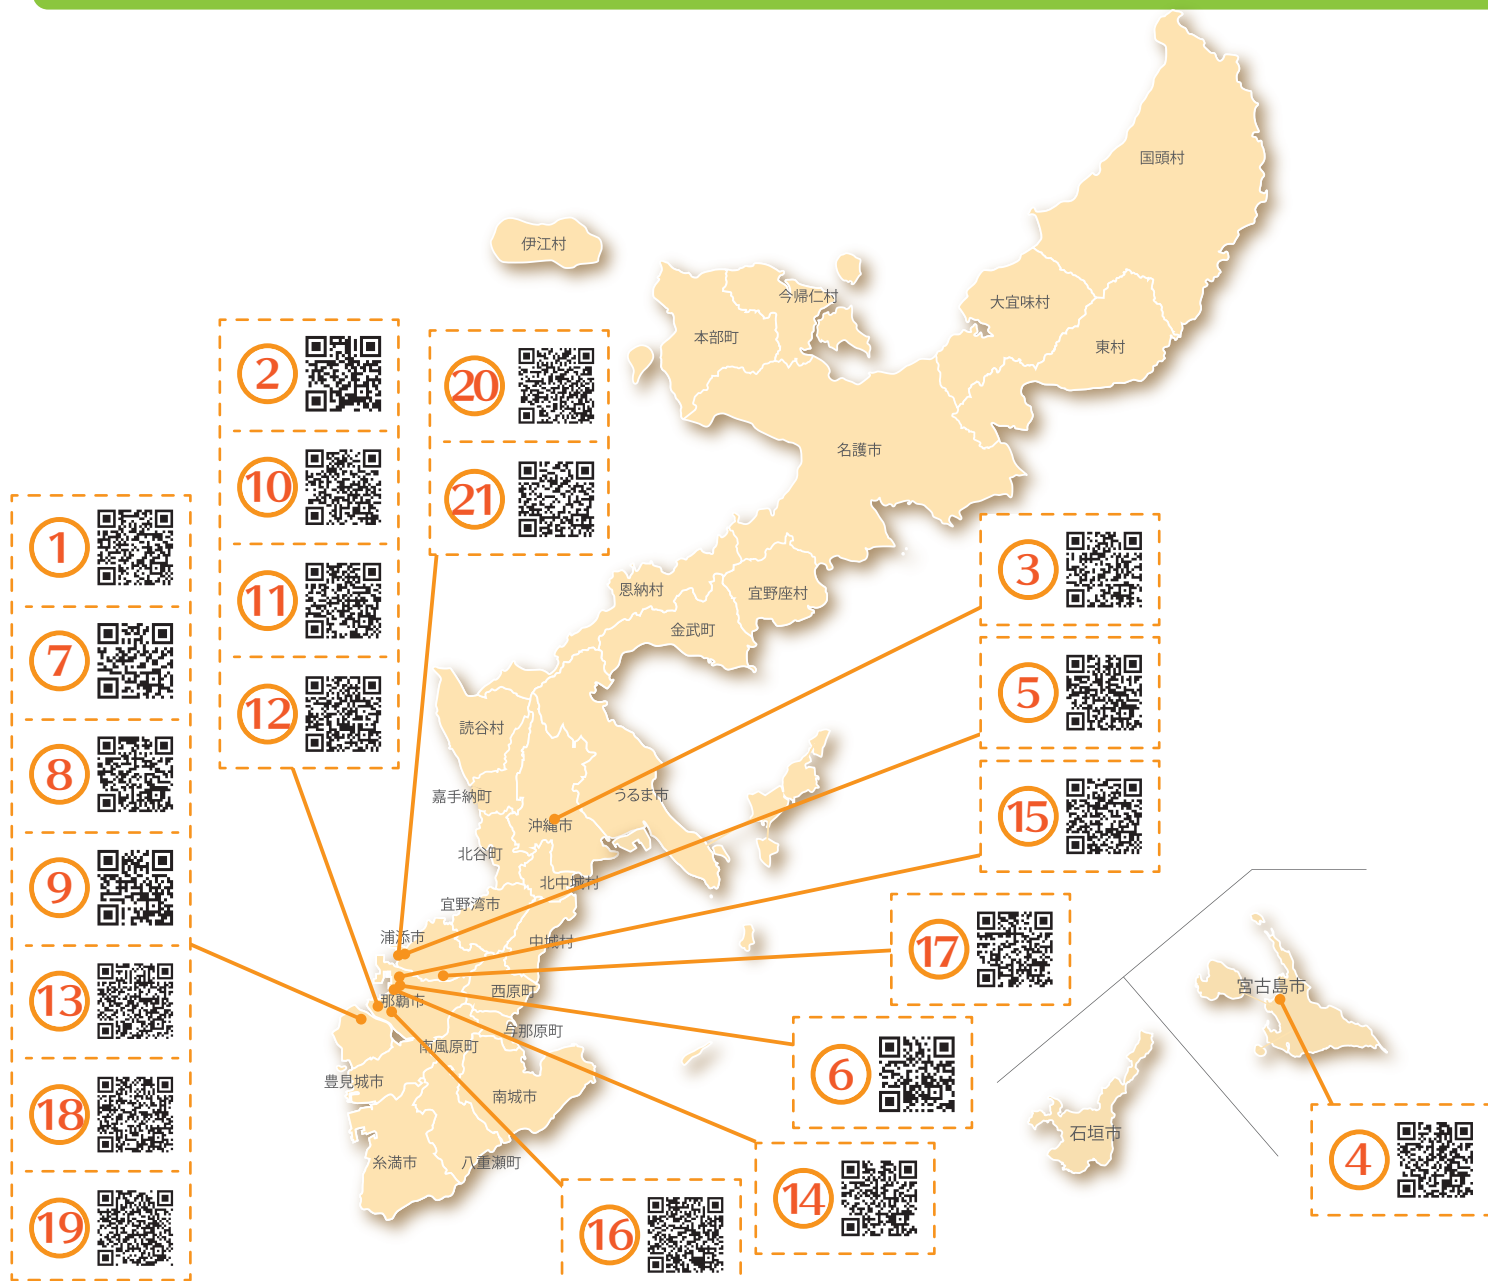 国頭村
伊江村
今帰仁村
大宜味村
本部町
東村
名護市
恩納村
宜野座村
金武町
読谷村
嘉手納町
うるま市
沖縄市
北谷町
北中城村
宜野湾市
浦添市
中城村
西原町
那覇市
与那原町
南風原町
豊見城市
南城市
糸満市
八重瀬町
宮古島市
石垣市
2
10
11
12
20
21
1
7
8
9
13
18
19
3
5
15
17
6
14
16
4